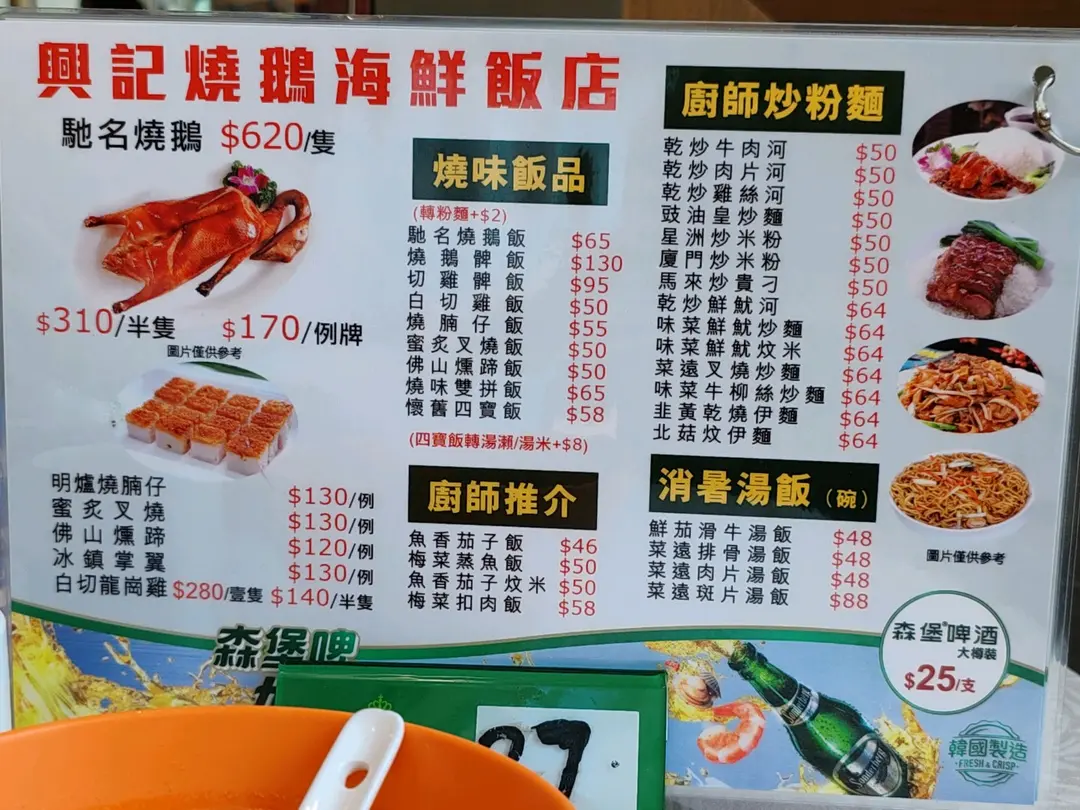 興記燒鵝海鮮飯店
馳名燒鵝 $620/隻
$310/半隻 $170/例牌
圖片僅供參考
明爐燒腩仔 $130/例
蜜炙叉燒 $130/例
佛山燻蹄 $120/例
冰鎮掌翼 $130/例
白切龍崗雞 $280/壹隻 $140/半隻
燒味飯品
(轉粉麵+$2)
馳名燒鵝飯 $65
燒鵝髀飯 $130
切雞髀飯 $95
白切雞飯 $50
燒腩仔飯 $55
蜜炙叉燒飯 $50
佛山燻蹄飯 $50
燒味雙拼飯 $65
懷舊四寶飯 $58
(四寶飯轉湯瀨/湯米+$8)
廚師推介
魚香茄子飯 $46
梅菜蒸魚飯 $50
魚香茄子炆米 $50
梅菜扣肉飯 $58
廚師炒粉麵
乾炒牛肉河 $50
乾炒肉片河 $50
乾炒雞絲河 $50
豉油皇炒麵 $50
星洲炒米粉 $50
廈門炒米粉 $50
馬來炒貴刁 $50
乾炒鮮魷河 $64
味菜鮮魷炒麵 $64
味菜鮮魷炆米 $64
菜遠叉燒炒麵 $64
味菜牛柳絲炒麵 $64
韭黃乾燒伊麵 $64
北菇炆伊麵 $64
消暑湯飯（碗）
鮮茄滑牛湯飯 $48
菜遠排骨湯飯 $48
菜遠肉片湯飯 $48
菜遠斑片湯飯 $88
圖片僅供參考
森堡®啤酒
大樽裝
$25/支
森堡啤
韓國製造
FRESH & CRISP
27